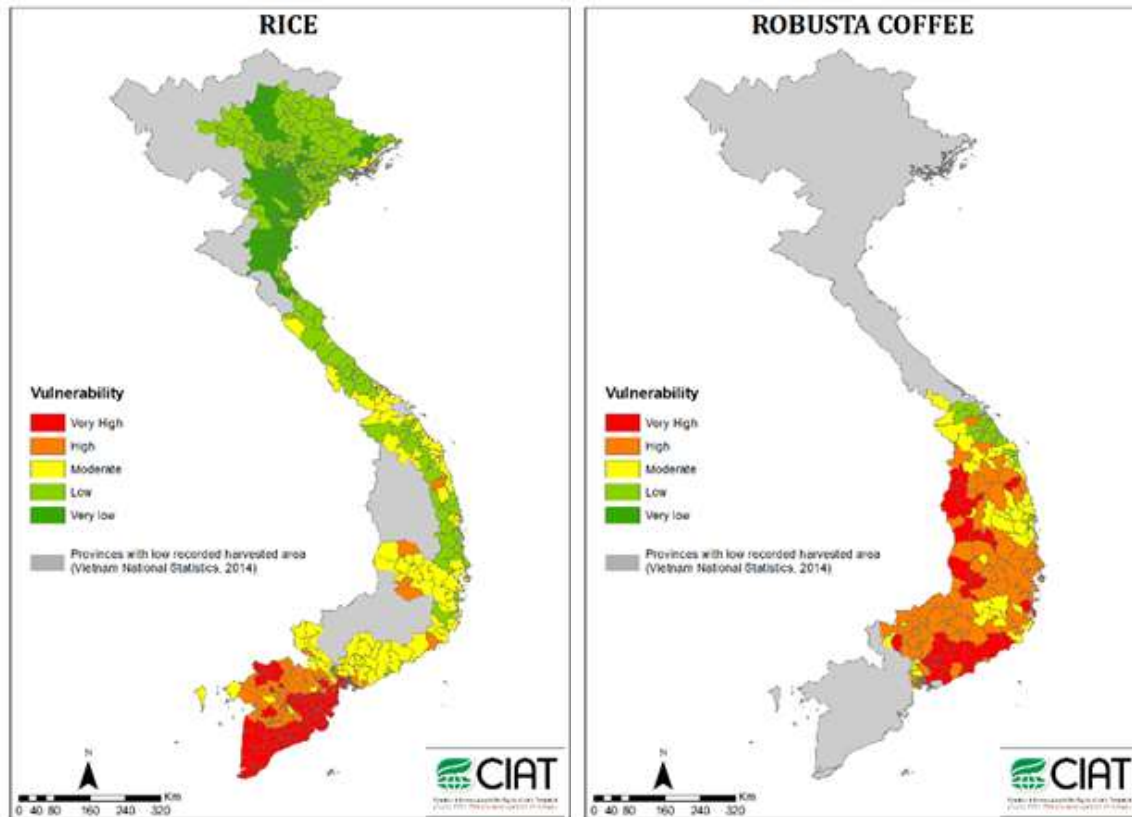 RICE
Vulnerability
Very High
High
Moderate
Low
Very low
Provinces with low recorded harvested area
(Vietnam National Statistics, 2014)
N
Km
0 40 80 160 240 320
CIAT
ROBUSTA COFFEE
Vulnerability
Very High
High
Moderate
Low
Very low
Provinces with low recorded harvested area
(Vietnam National Statistics, 2014)
N
Km
0 40 80 160 240 320
CIAT